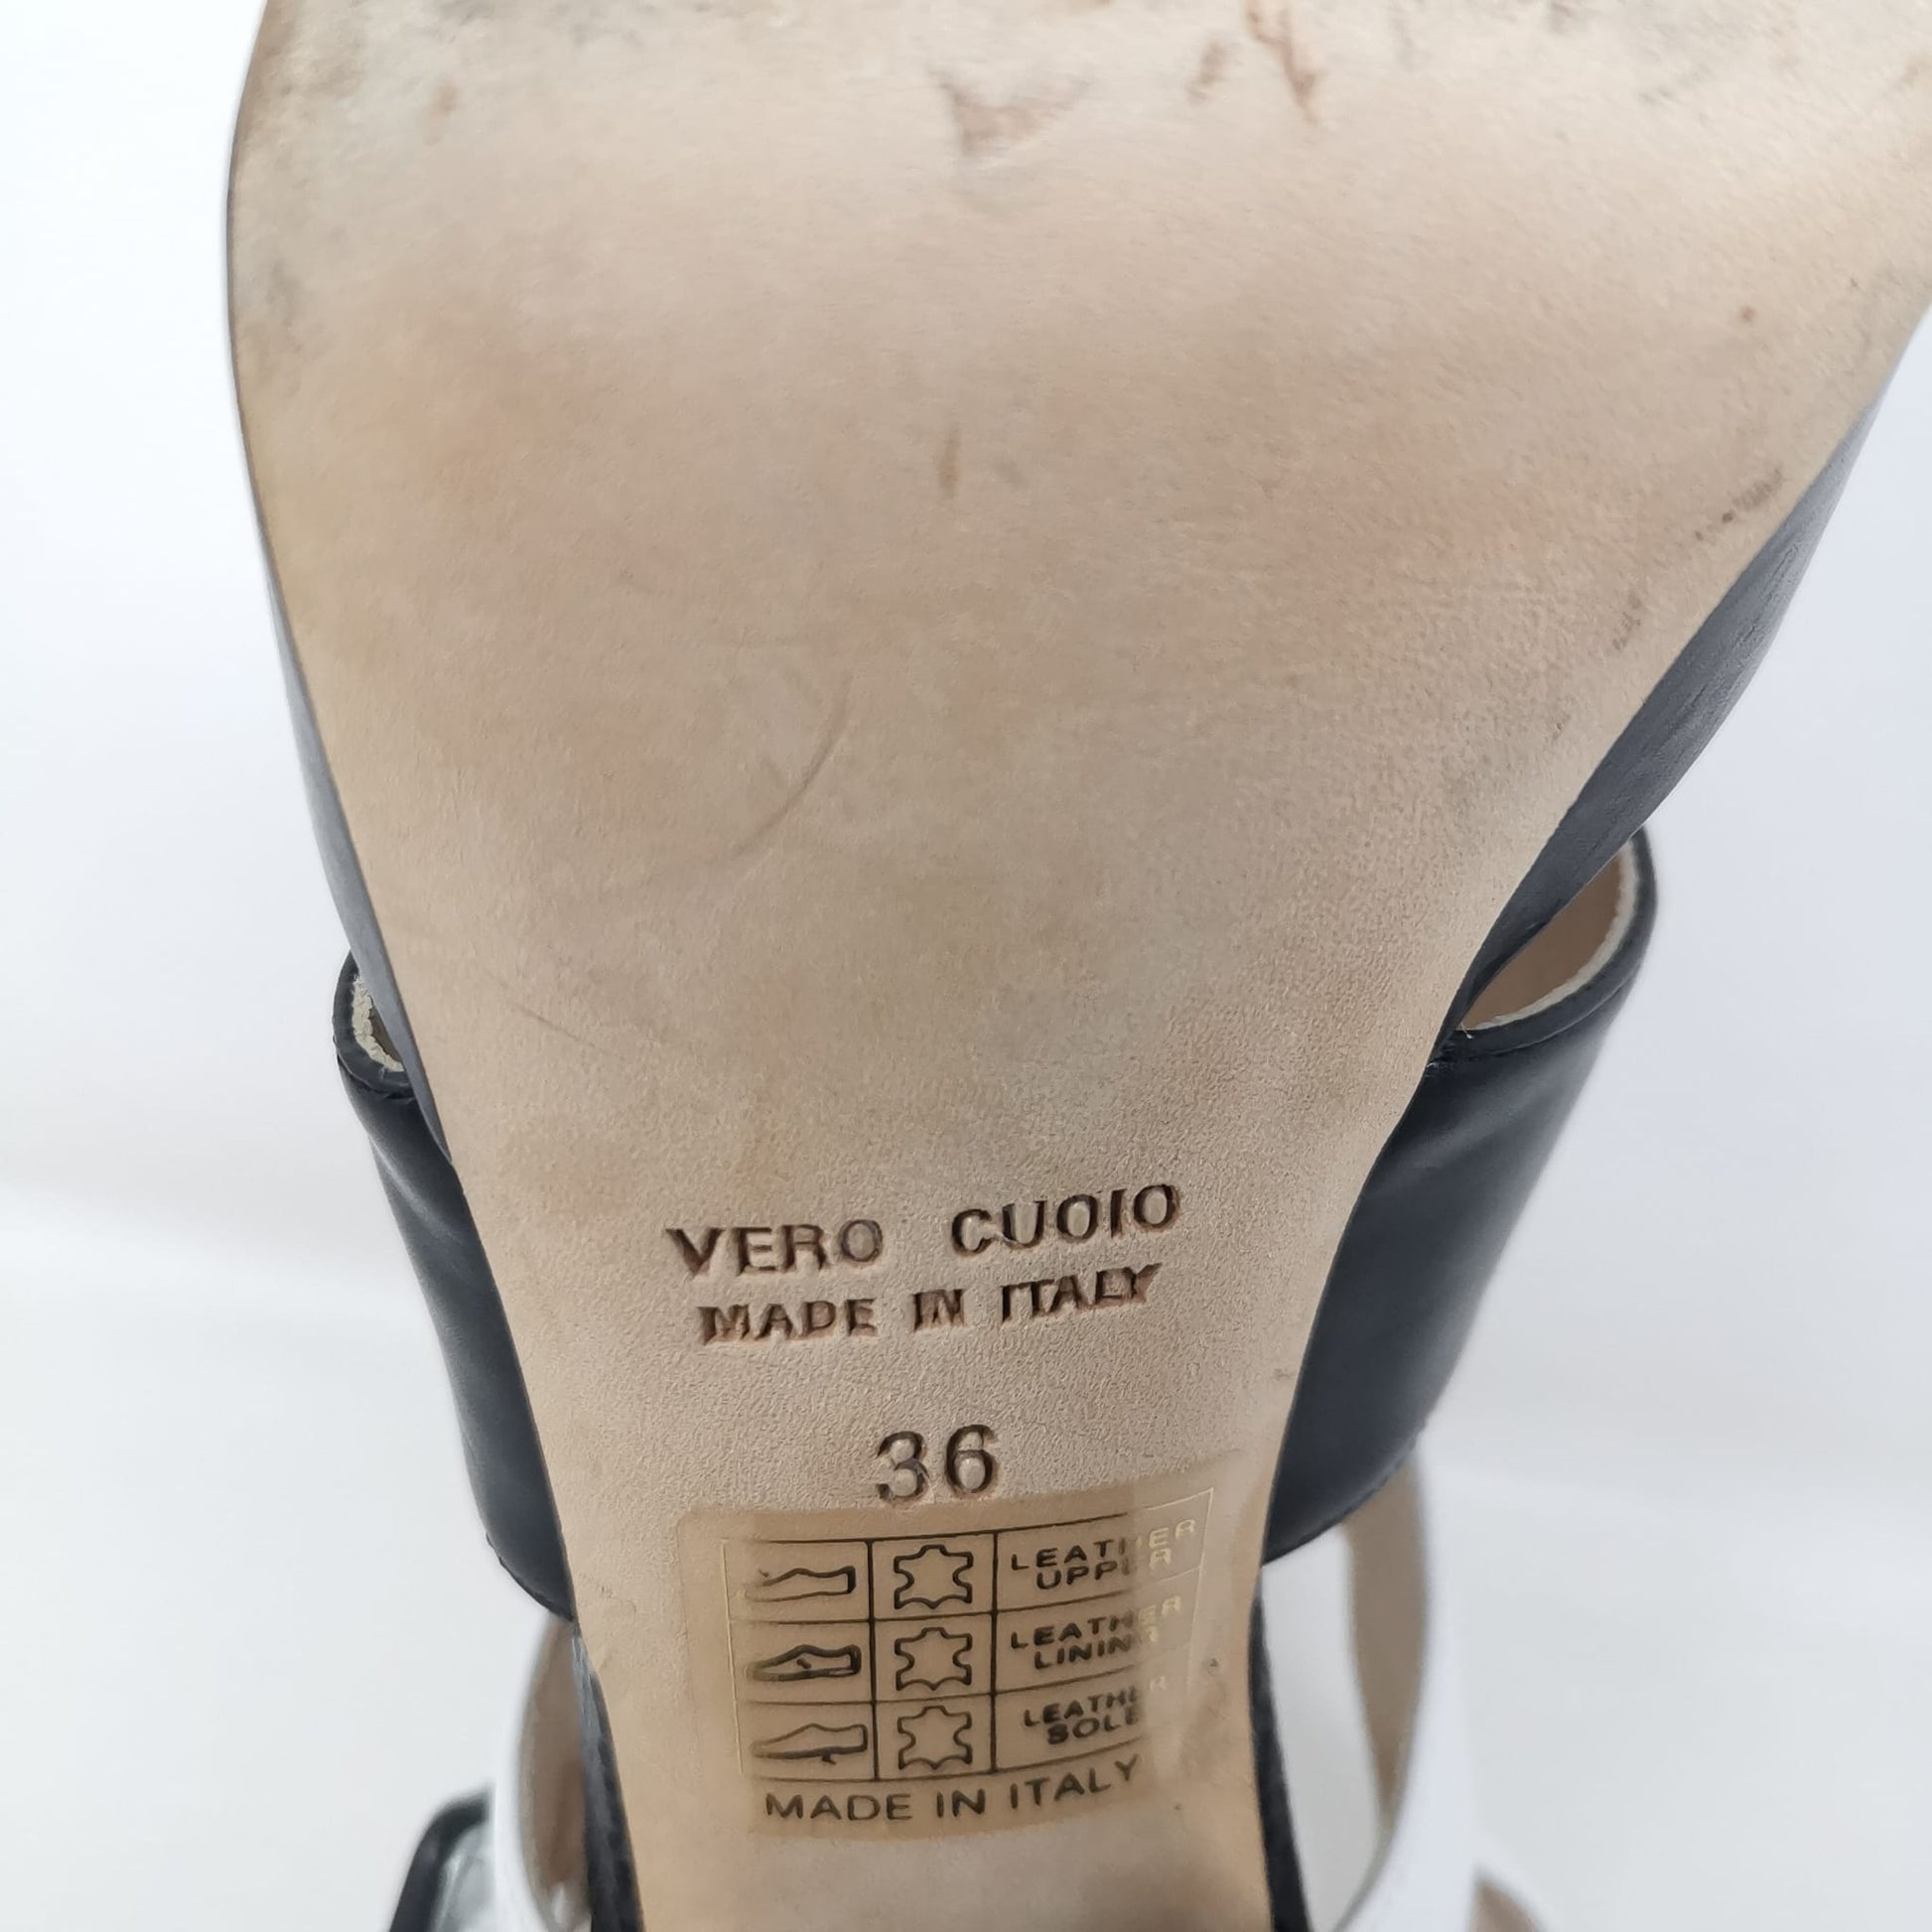 VERO CUOIO
MADE IN ITALY
36
LEATHER
UPPER
LEATHER
LINING
LEATHER
SOLE
MADE IN ITALY